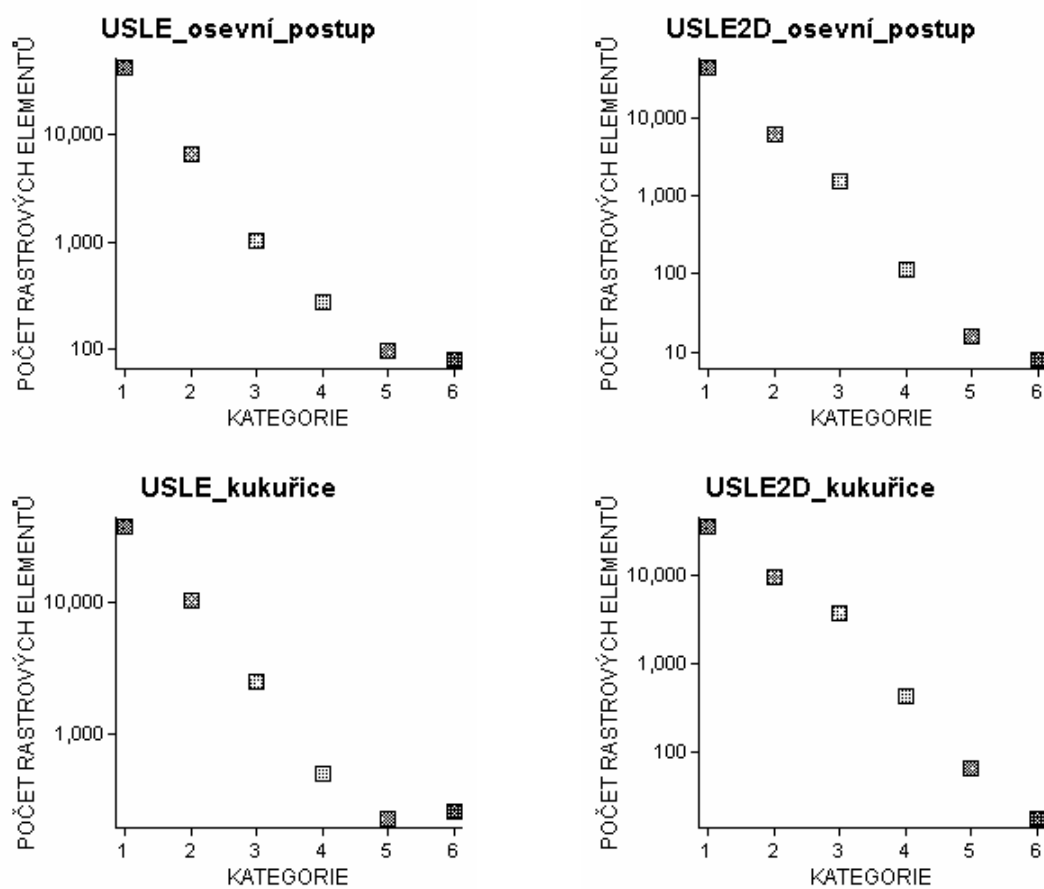 USLE_osevní_postup
POČET RASTROVÝCH ELEMENTŮ
10,000
1,000
100
1 2 3 4 5 6
KATEGORIE
USLE2D_osevní_postup
POČET RASTROVÝCH ELEMENTŮ
10,000
1,000
100
10
1 2 3 4 5 6
KATEGORIE
USLE_kukuřice
POČET RASTROVÝCH ELEMENTŮ
10,000
1,000
1 2 3 4 5 6
KATEGORIE
USLE2D_kukuřice
POČET RASTROVÝCH ELEMENTŮ
10,000
1,000
100
1 2 3 4 5 6
KATEGORIE